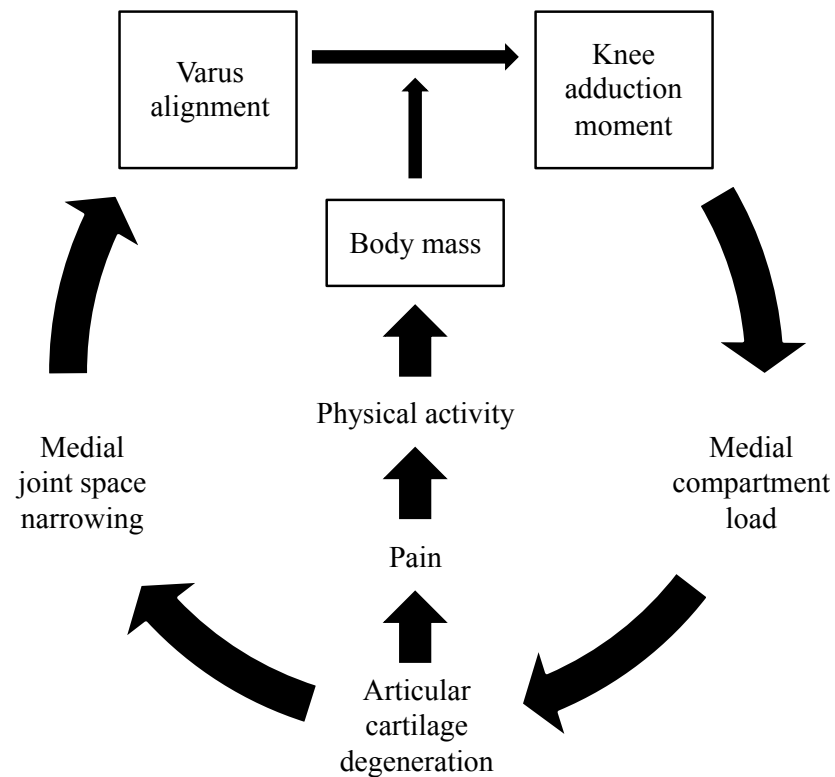 Varus
alignment
Knee
adduction
moment
Body mass
Physical activity
Medial
joint space
narrowing
Medial
compartment
load
Pain
Articular
cartilage
degeneration